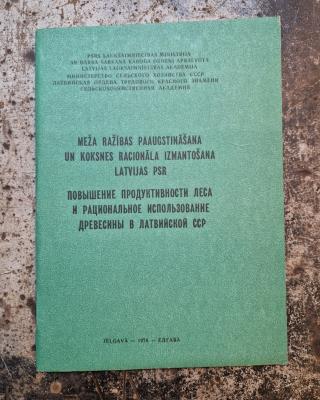 PSRS LAUKSAIMNIECĪBAS MINISTRIJA
AR DARBA SARKANĀ KAROGA ORDENI APBALVOTĀ
LATVIJAS LAUKSAIMNIECĪBAS AKADĒMIJA
МИНИСТЕРСТВО СЕЛЬСКОГО ХОЗЯЙСТВА СССР
ЛАТВИЙСКАЯ ОРДЕНА ТРУДОВОГО КРАСНОГО ЗНАМЕНИ
СЕЛЬСКОХОЗЯЙСТВЕННАЯ АКАДЕМИЯ
MEŽA RAŽĪBAS PAAUGSTINĀŠANA
UN KOKSNES RACIONĀLA IZMANTOŠANA
LATVIJAS PSR
ПОВЫШЕНИЕ ПРОДУКТИВНОСТИ ЛЕСА
И РАЦИОНАЛЬНОЕ ИСПОЛЬЗОВАНИЕ
ДРЕВЕСИНЫ В ЛАТВИЙСКОЙ ССР
JELGAVA — — ЕЛГАВА